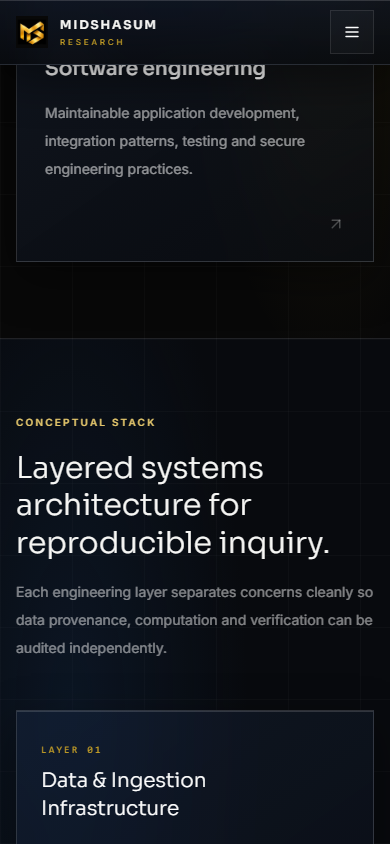 MIDSHASUM
RESEARCH
Software engineering
Maintainable application development,
integration patterns, testing and secure
engineering practices.
CONCEPTUAL STACK
Layered systems
architecture for
reproducible inquiry.
Each engineering layer separates concerns cleanly so
data provenance, computation and verification can be
audited independently.
LAYER 01
Data & Ingestion
Infrastructure